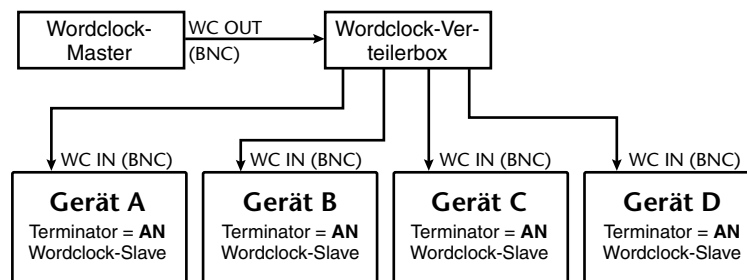 Wordclock-
Master
WC OUT
(BNC)
Wordclock-Ver-
teilerbox
WC IN (BNC)
WC IN (BNC)
WC IN (BNC)
WC IN (BNC)
Gerät A
Terminator = AN
Wordclock-Slave
Gerät B
Terminator = AN
Wordclock-Slave
Gerät C
Terminator = AN
Wordclock-Slave
Gerät D
Terminator = AN
Wordclock-Slave